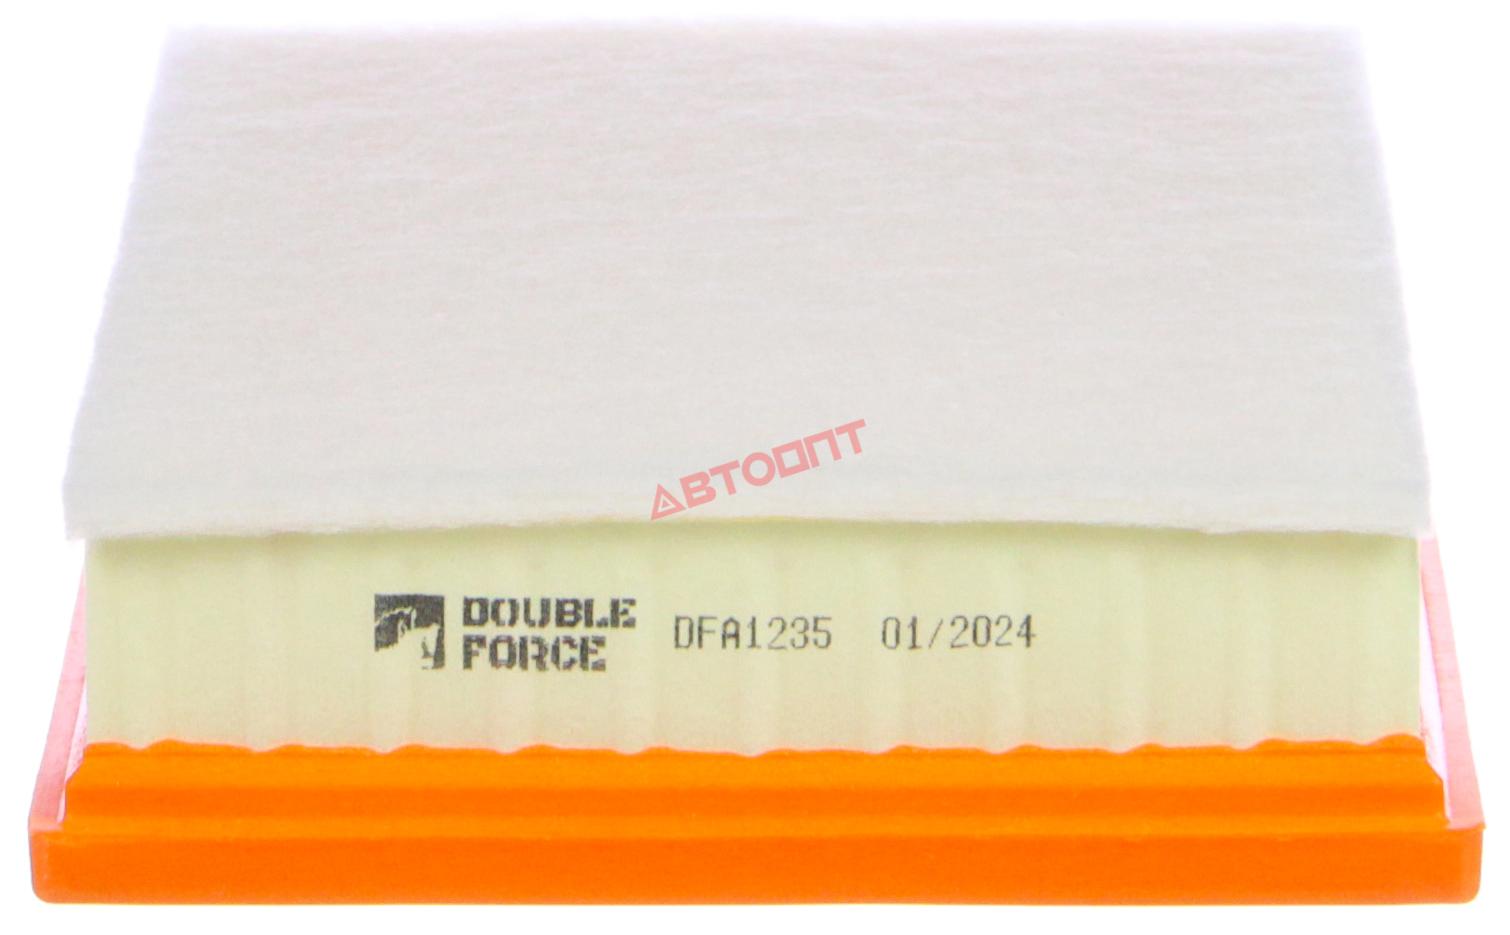 АВТООПТ
DOUBLE
FORCE
DFA1235 01/2024